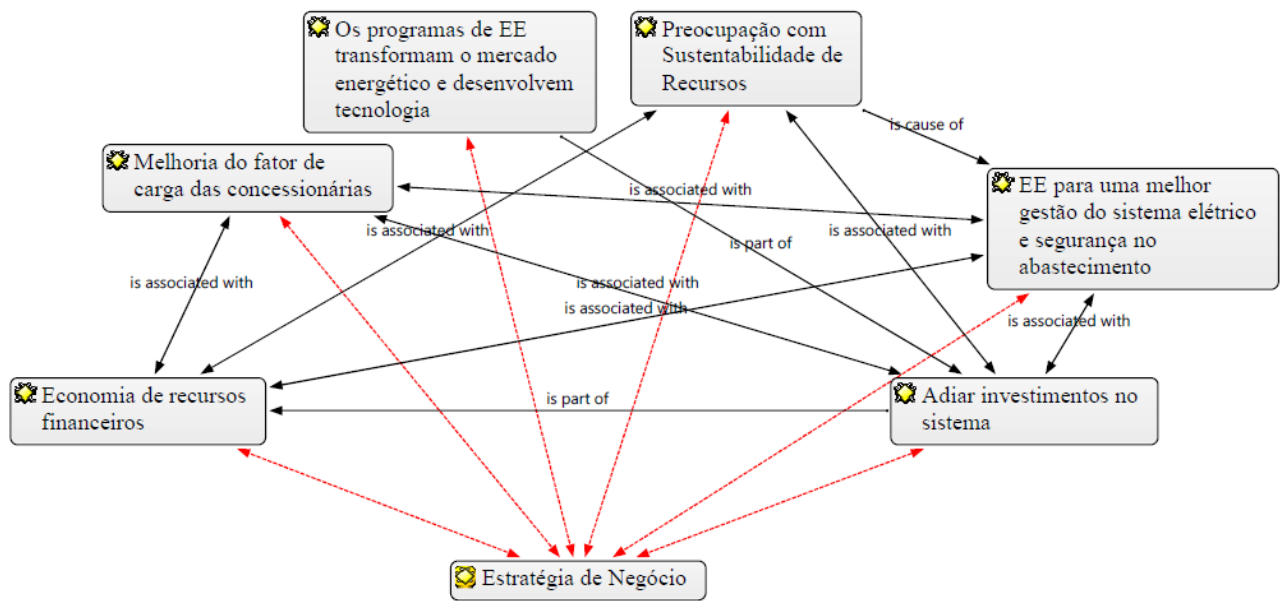 Os programas de EE
transformam o mercado
energético e desenvolvem
tecnologia
Preocupação com
Sustentabilidade de
Recursos
is cause of
Melhoria do fator de
carga das concessionárias
EE para uma melhor
gestão do sistema elétrico
e segurança no
abastecimento
is associated with
is associated with
is part of
is associated with
is associated with
is associated with
is associated with
is associated with
Economia de recursos
financeiros
is part of
Adiar investimentos no
sistema
Estratégia de Negócio